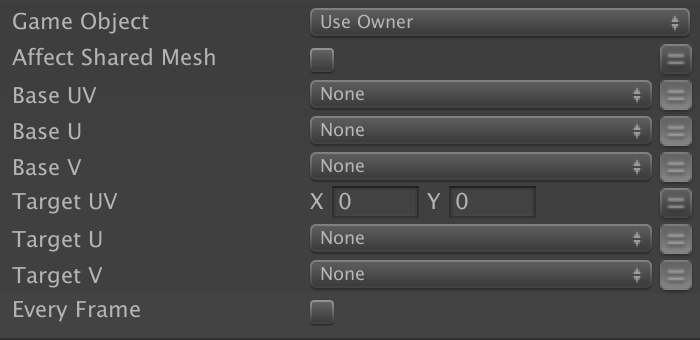 Game Object Use Owner
Affect Shared Mesh
Base UV None
Base U None
Base V None
Target UV X 0 Y 0
Target U None
Target V None
Every Frame